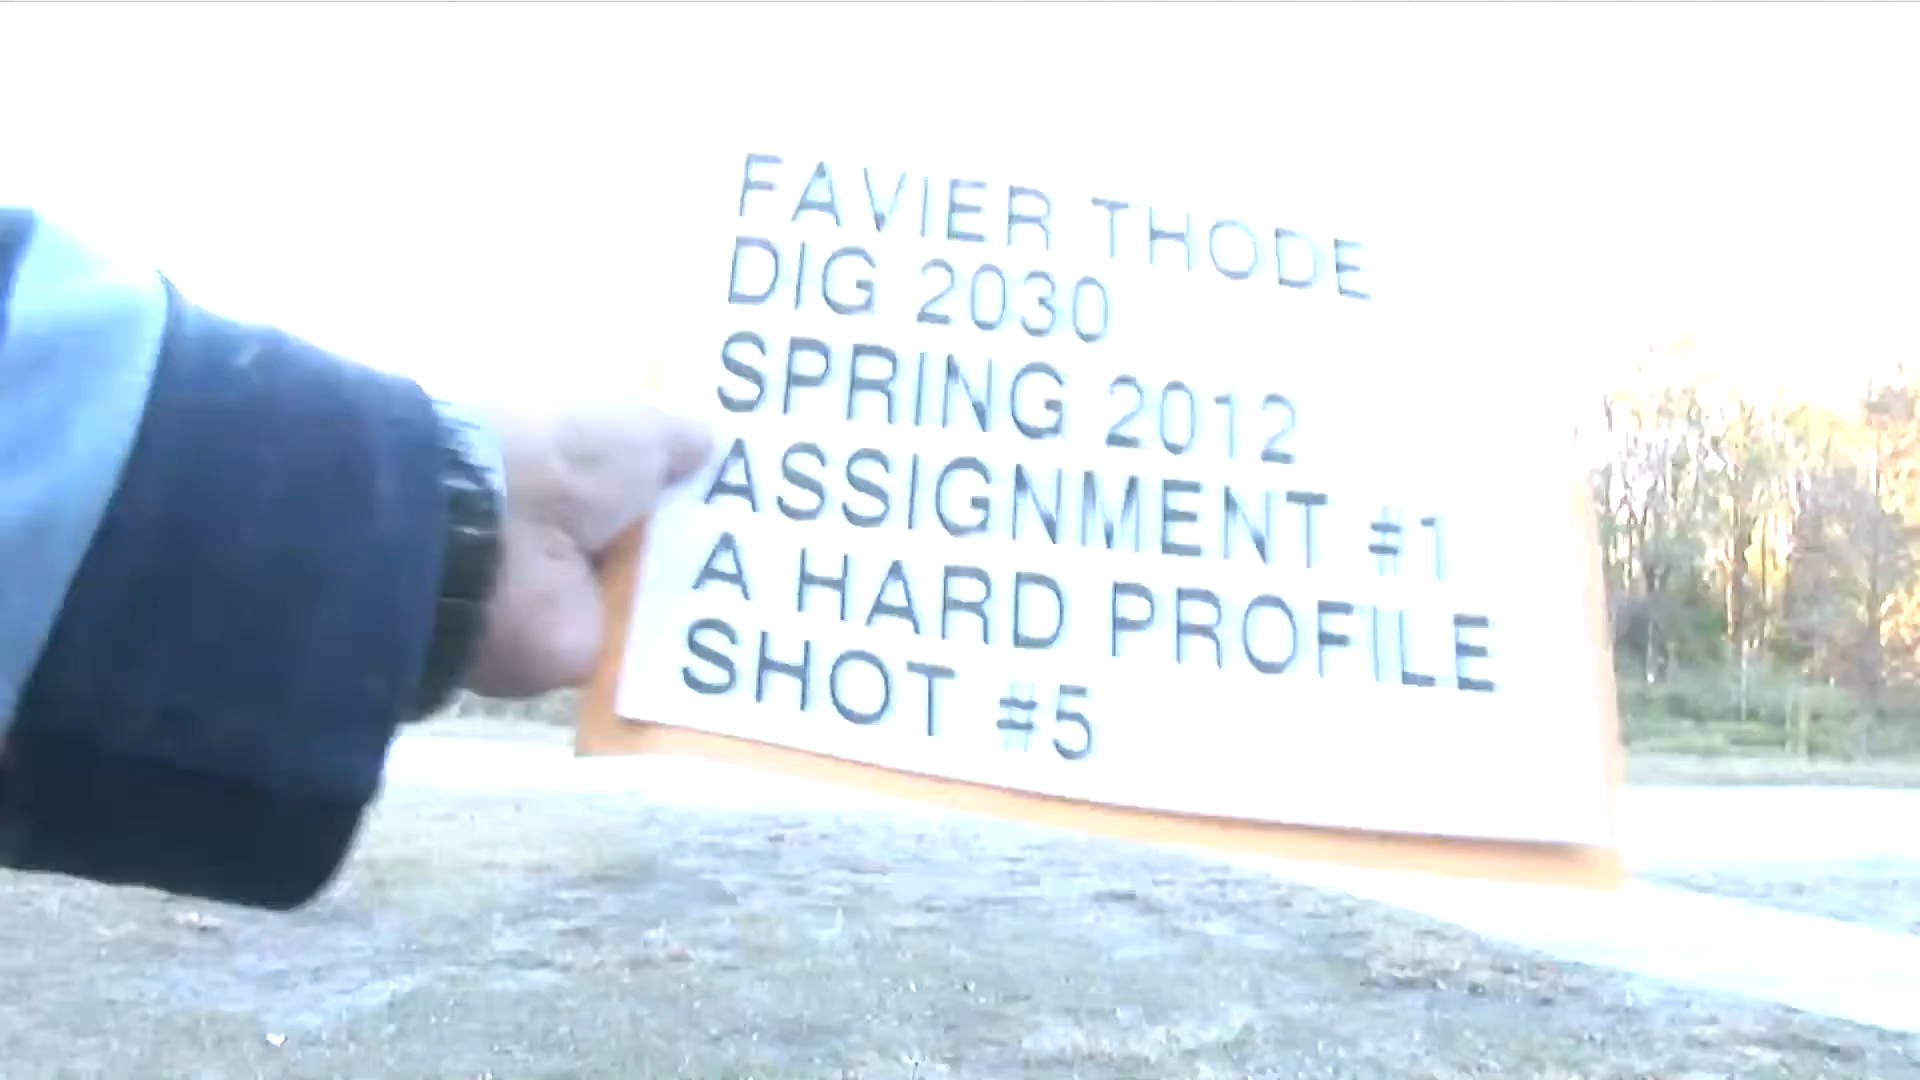 FAVIER THODE
DIG 2030
SPRING 2012
ASSIGNMENT #1
A HARD PROFILE
SHOT #5